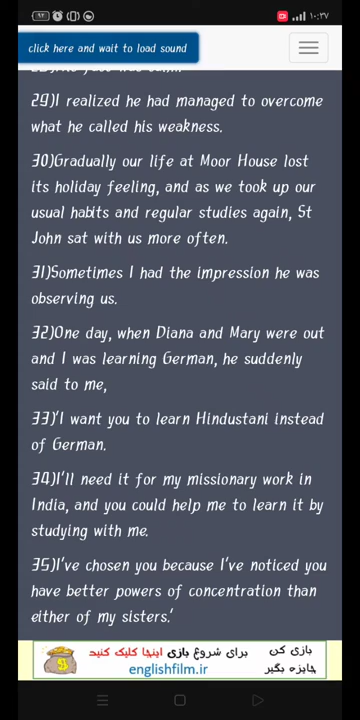 ۱۰:۳۷
click here and wait to load sound
29)I realized he had managed to overcome
what he called his weakness.
30)Gradually our life at Moor House lost
its holiday feeling, and as we took up our
usual habits and regular studies again, St
John sat with us more often.
31)Sometimes I had the impression he was
observing us.
32)One day, when Diana and Mary were out
and I was learning German, he suddenly
said to me,
33)'I want you to learn Hindustani instead
of German.
34)I'll need it for my missionary work in
India, and you could help me to learn it by
studying with me.
35)I've chosen you because I've noticed you
have better powers of concentration than
either of my sisters.'
بازی کن
جایزه بگیر
برای شروع بازی اینجا کلیک کنید
englishfilm.ir